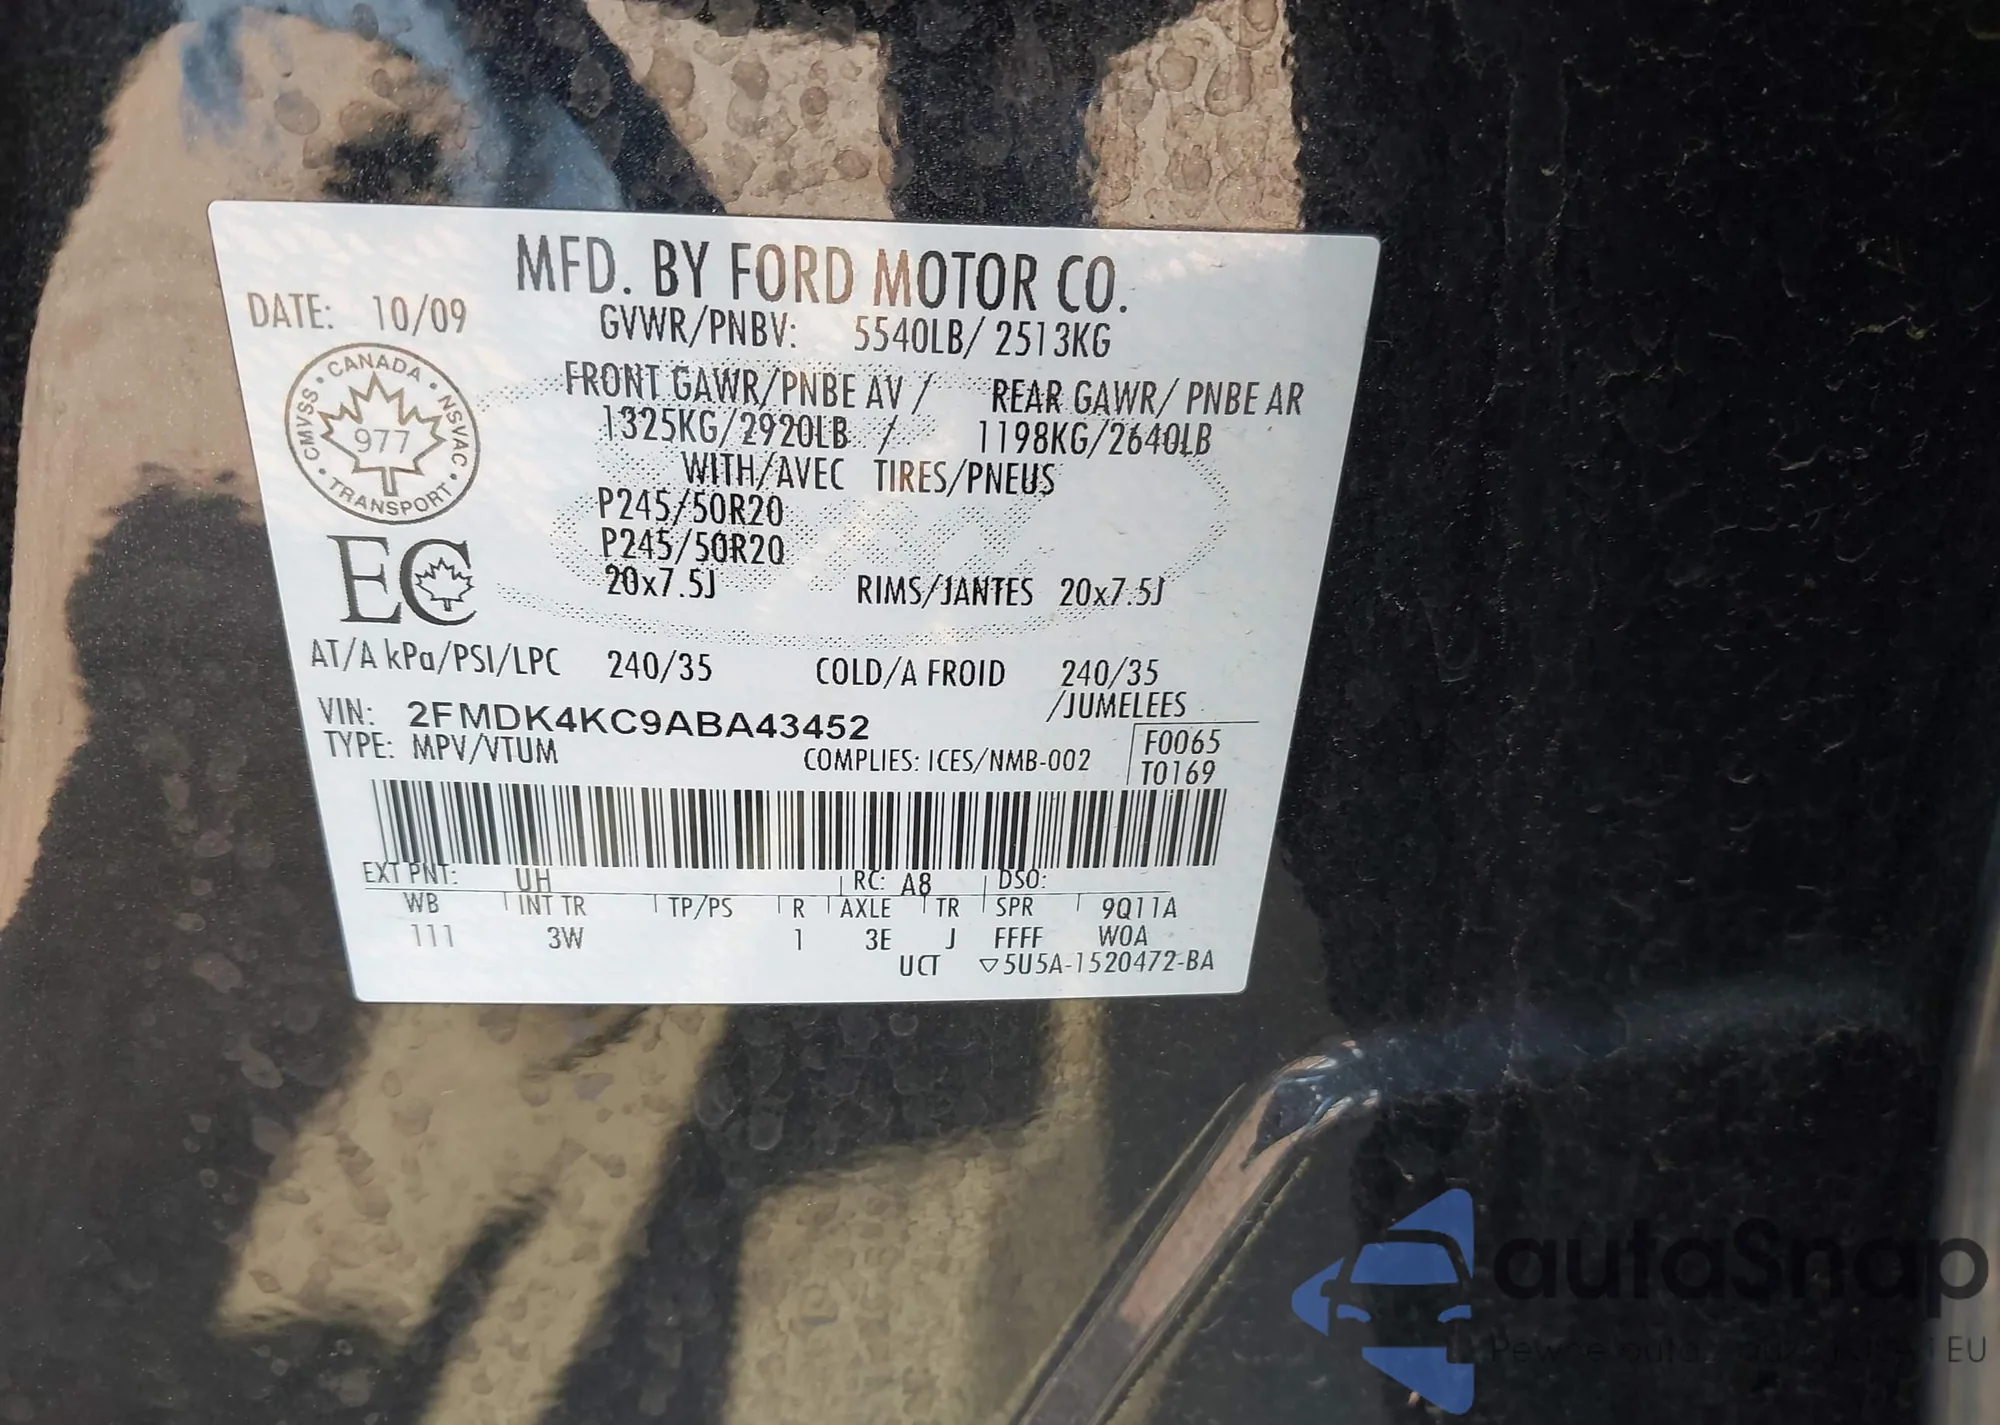 MFD. BY FORD MOTOR CO.
DATE: 10/09
GVWR/PNBV: 5540LB/ 2513KG
FRONT GAWR/PNBE AV / REAR GAWR/ PNBE AR
1325KG/2920LB / 1198KG/2640LB
WITH/AVEC TIRES/PNEUS
P245/50R20
P245/50R20
20x7.5J RIMS/JANTES 20x7.5J
CANADA
CMVSS • NSVAC
977
TRANSPORT
EC
AT/A kPa/PSI/LPC 240/35 COLD/A FROID 240/35
/JUMELEES
VIN: 2FMDK4KC9ABA43452
TYPE: MPV/VTUM COMPLIES: ICES/NMB-002
F0065
T0169
EXT PNT: UH RC: A8 DSO:
WB INT TR TP/PS R AXLE TR SPR 9Q11A
111 3W 1 3E J FFFF W0A
UCT ▽5U5A-1520472-BA
autaSnap
Pewne auta EU